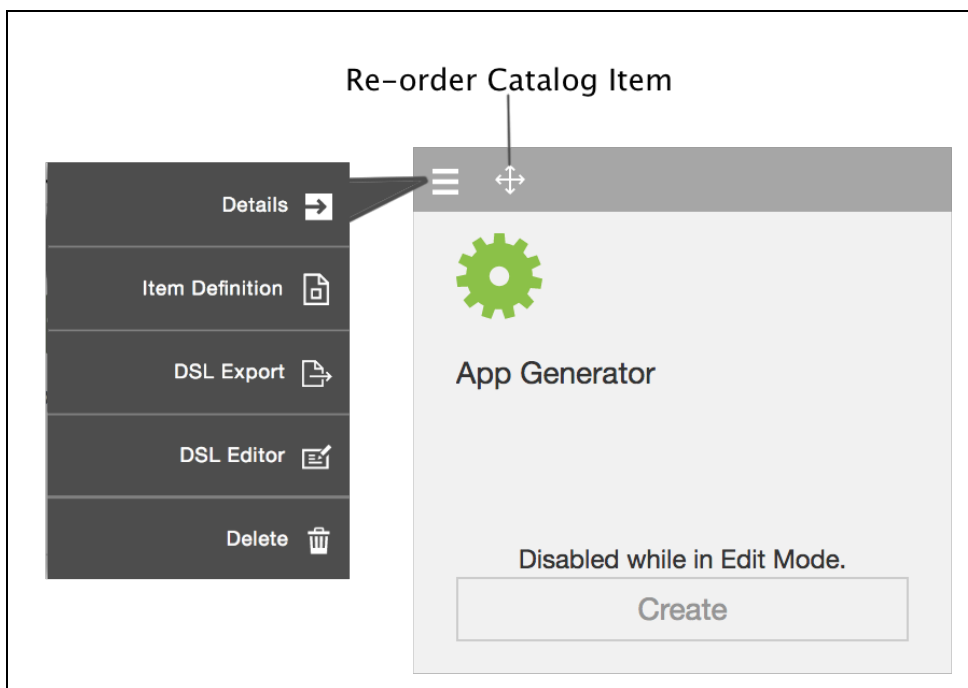 Re-order Catalog Item
Details
Item Definition
DSL Export
DSL Editor
Delete
App Generator
Disabled while in Edit Mode.
Create